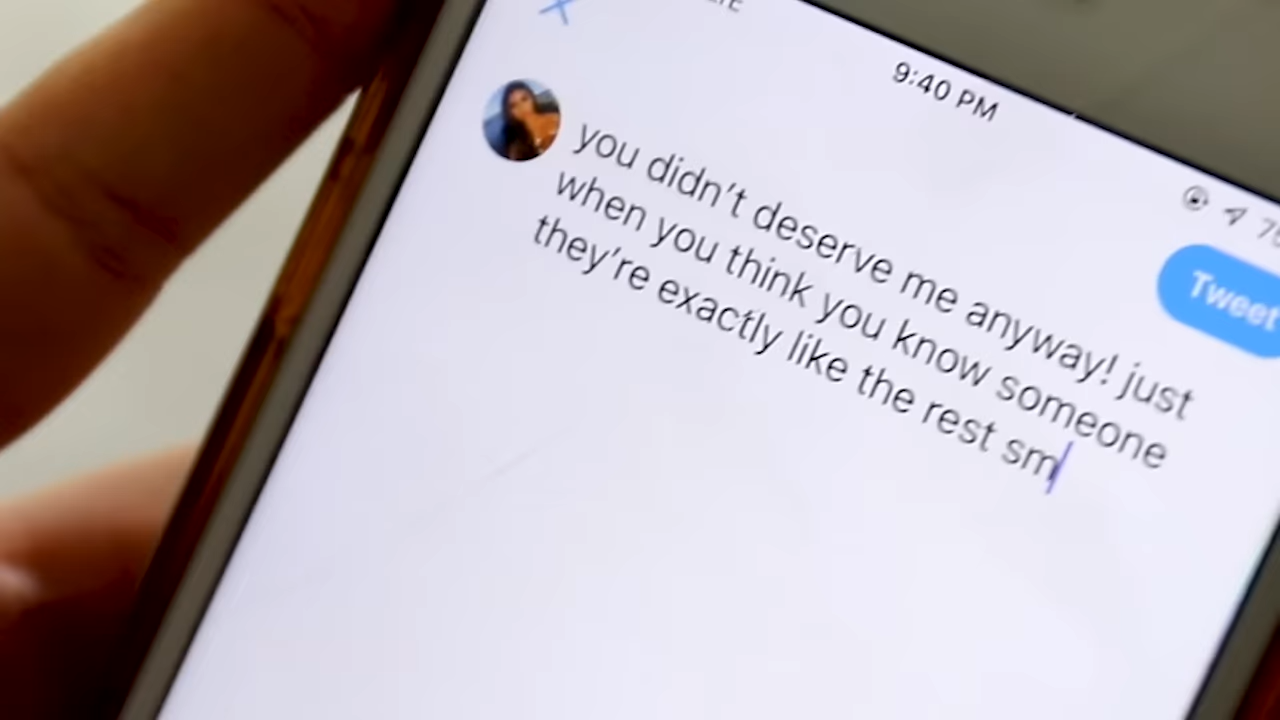 9:40 PM
Tweet
you didn't deserve me anyway! just
when you think you know someone
they're exactly like the rest sm